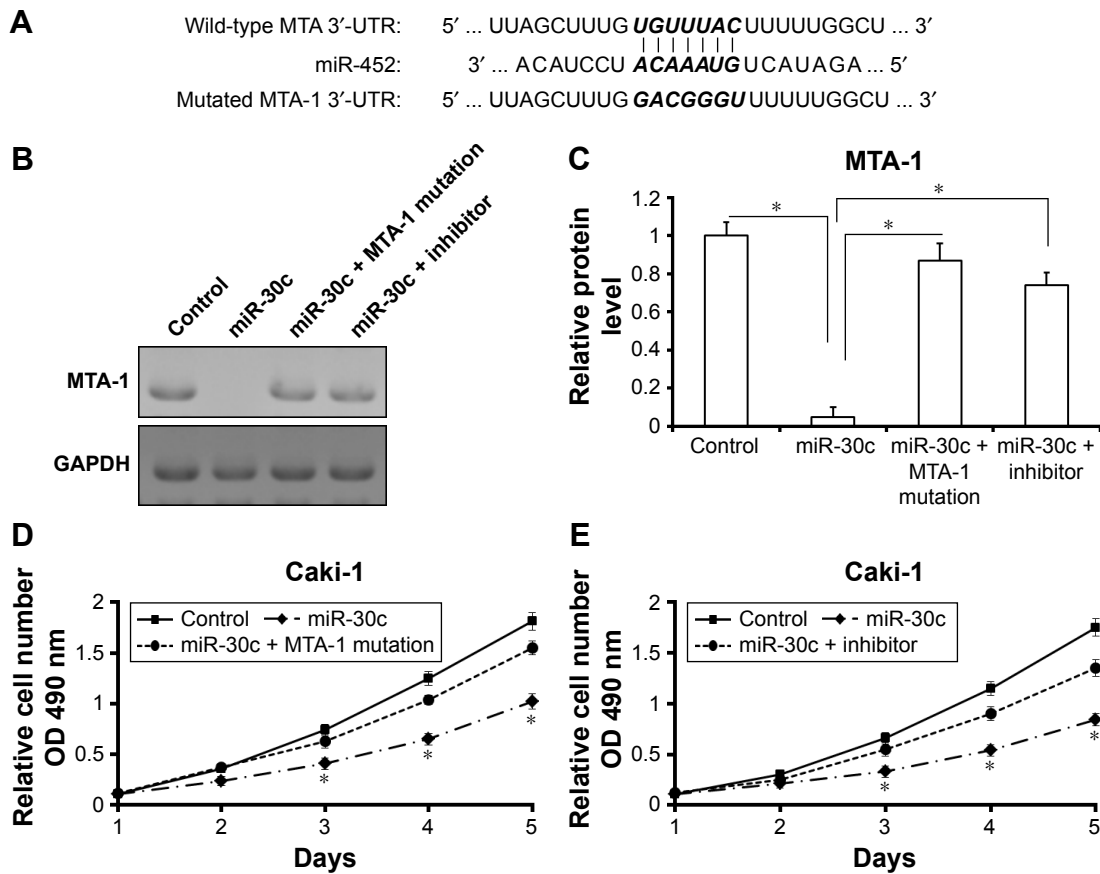 A
Wild-type MTA 3′-UTR: 5′ ... UUAGCUUUG UGUUUAC UUUUUGGCU ... 3′
miR-452: 3′ ... ACAUCCU ACAAAUG UCAUAGA ... 5′
Mutated MTA-1 3′-UTR: 5′ ... UUAGCUUUG GACGGGU UUUUUGGCU ... 3′
B
Control
miR-30c
miR-30c + MTA-1 mutation
miR-30c + inhibitor
MTA-1
GAPDH
C
MTA-1
Relative protein
level
1.2
1
0.8
0.6
0.4
0.2
0
*
*
*
Control
miR-30c
miR-30c +
MTA-1
mutation
miR-30c +
inhibitor
D
Caki-1
Relative cell number
OD 490 nm
2
1.5
1
0.5
0
Control miR-30c
miR-30c + MTA-1 mutation
*
*
*
1 2 3 4 5
Days
E
Caki-1
Relative cell number
OD 490 nm
2
1.5
1
0.5
0
Control miR-30c
miR-30c + inhibitor
*
*
*
1 2 3 4 5
Days